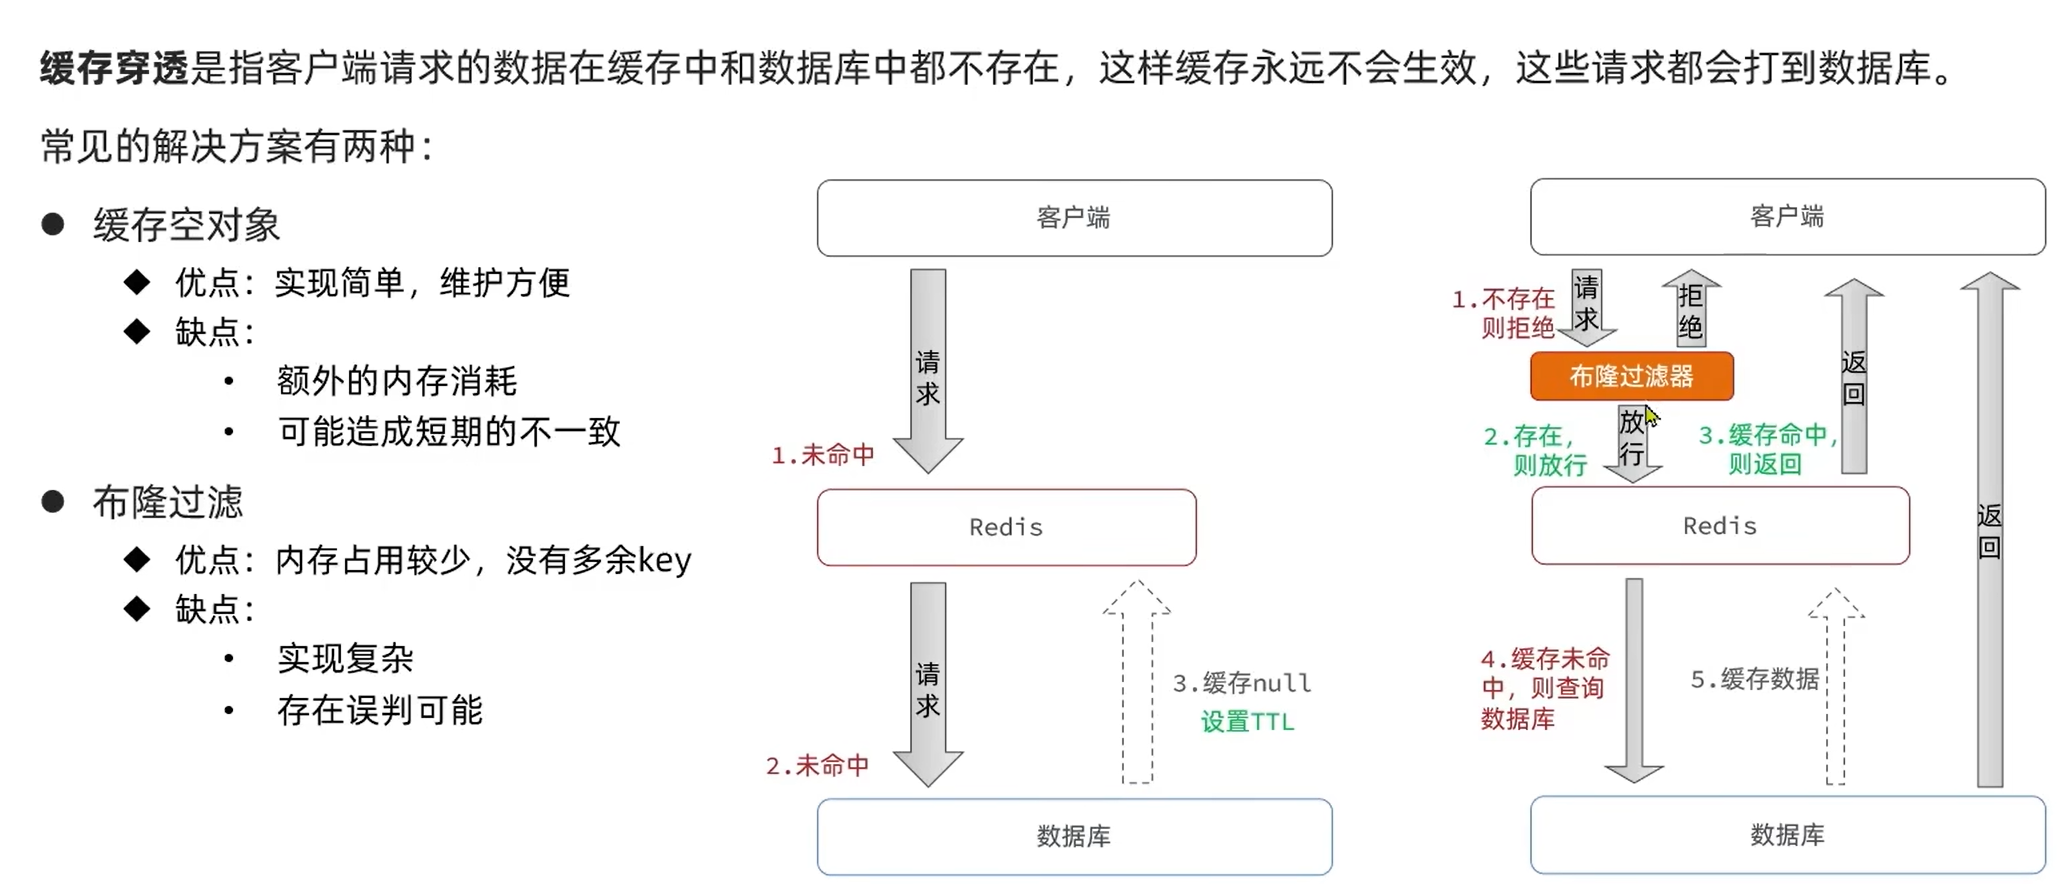 缓存穿透是指客户端请求的数据在缓存中和数据库中都不存在，这样缓存永远不会生效，这些请求都会打到数据库。
常见的解决方案有两种：
缓存空对象
优点：实现简单，维护方便
缺点：
额外的内存消耗
可能造成短期的不一致
布隆过滤
优点：内存占用较少，没有多余key
缺点：
实现复杂
存在误判可能
客户端
请求
1.未命中
Redis
请求
2.未命中
3.缓存null
设置TTL
数据库
客户端
1.不存在
则拒绝
请求
拒绝
布隆过滤器
放行
2.存在，
则放行
3.缓存命中，
则返回
返回
Redis
返回
4.缓存未命
中，则查询
数据库
5.缓存数据
数据库